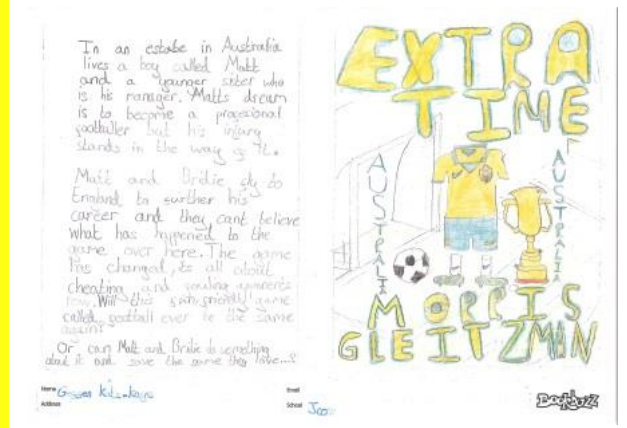 In an estabe in Australia
lives a boy called Matt
and a younger sister who
is his manager. Matts dream
is to become a professional
footballer but his injury
stands in the way of it.
Matt and Bridie fly to
England to further his
career and they cant believe
what has happened to the
game over here. The game
has changed, its all about
cheating and
now. Will this game
called football ever be the same
again?
Or can Matt and Bridie do something
about it and save the game they love...?
Name
Address
Email
School
EXTRA
TIME
AUSTRALIA
AUSTRALIA
MORRIS
GLEITZMAN
Bookbuzz